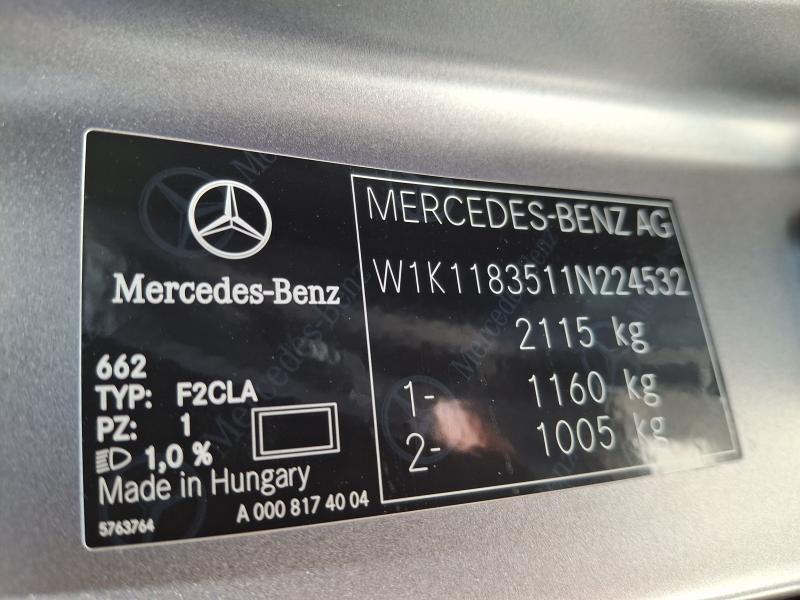 Mercedes-Benz
662
TYP: F2CLA
PZ: 1
1,0 %
Made in Hungary
5763764
A 000 817 40 04
MERCEDES-BENZ AG
W1K1183511N224532
2115 kg
1- 1160 kg
2- 1005 kg